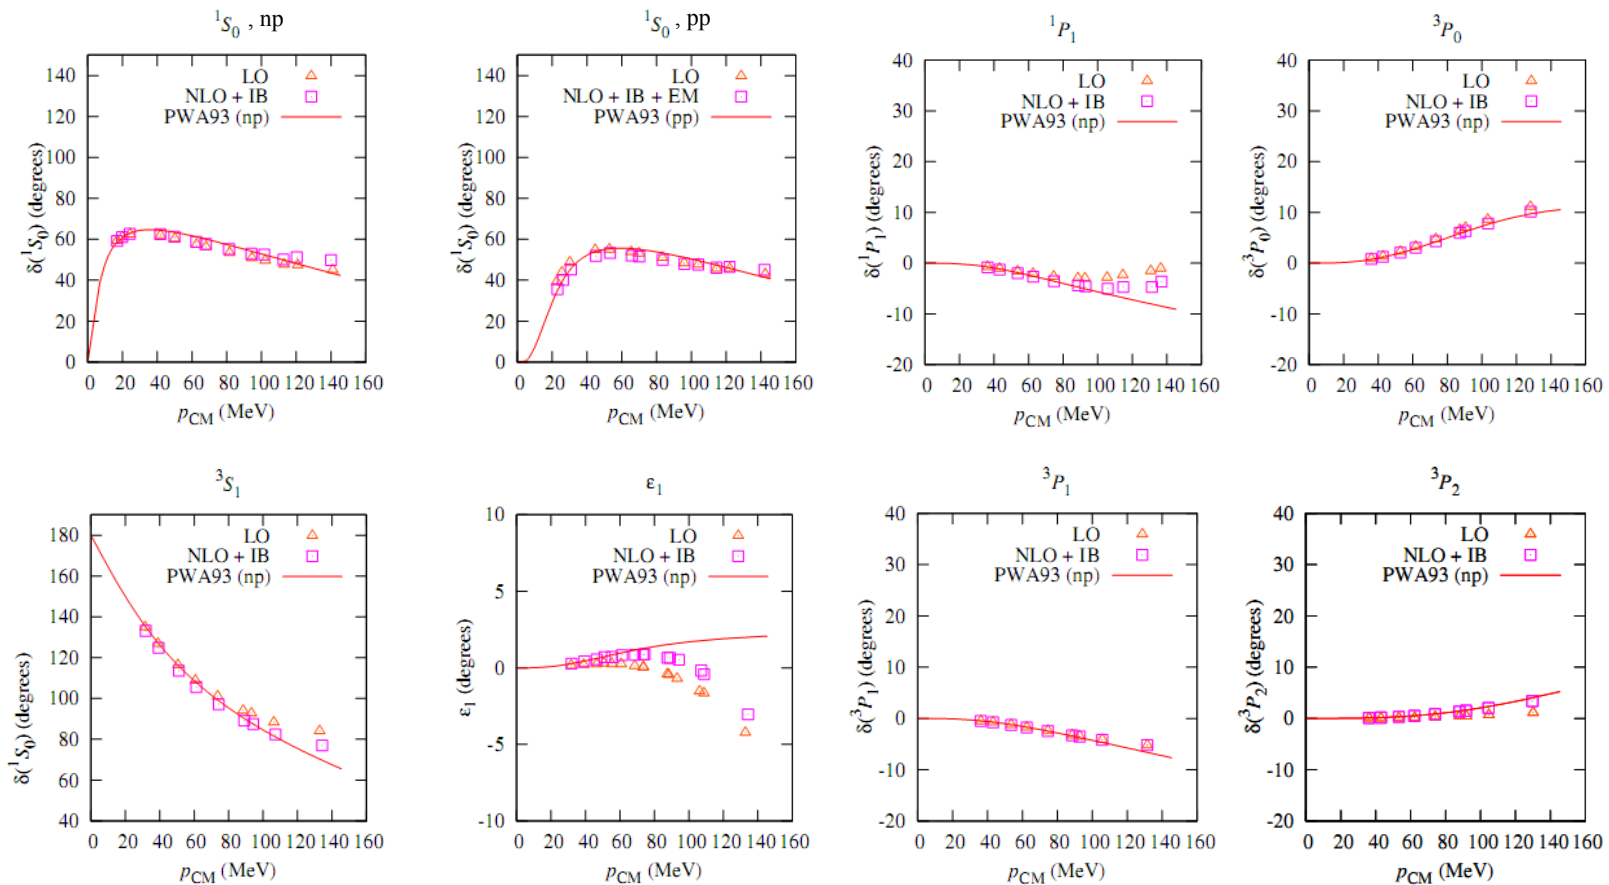 ¹S₀ , np
LO
NLO + IB
PWA93 (np)
δ(¹S₀) (degrees)
140
120
100
80
60
40
20
0
0 20 40 60 80 100 120 140 160
p_CM (MeV)
¹S₀ , pp
LO
NLO + IB + EM
PWA93 (pp)
δ(¹S₀) (degrees)
140
120
100
80
60
40
20
0
0 20 40 60 80 100 120 140 160
p_CM (MeV)
¹P₁
LO
NLO + IB
PWA93 (np)
δ(¹P₁) (degrees)
40
30
20
10
0
-10
-20
0 20 40 60 80 100 120 140 160
p_CM (MeV)
³P₀
LO
NLO + IB
PWA93 (np)
δ(³P₀) (degrees)
40
30
20
10
0
-10
-20
0 20 40 60 80 100 120 140 160
p_CM (MeV)
³S₁
LO
NLO + IB
PWA93 (np)
δ(¹S₀) (degrees)
180
160
140
120
100
80
60
40
0 20 40 60 80 100 120 140 160
p_CM (MeV)
ε₁
LO
NLO + IB
PWA93 (np)
ε₁ (degrees)
10
5
0
-5
-10
0 20 40 60 80 100 120 140 160
p_CM (MeV)
³P₁
LO
NLO + IB
PWA93 (np)
δ(³P₁) (degrees)
40
30
20
10
0
-10
-20
0 20 40 60 80 100 120 140 160
p_CM (MeV)
³P₂
LO
NLO + IB
PWA93 (np)
δ(³P₂) (degrees)
40
30
20
10
0
-10
-20
0 20 40 60 80 100 120 140 160
p_CM (MeV)